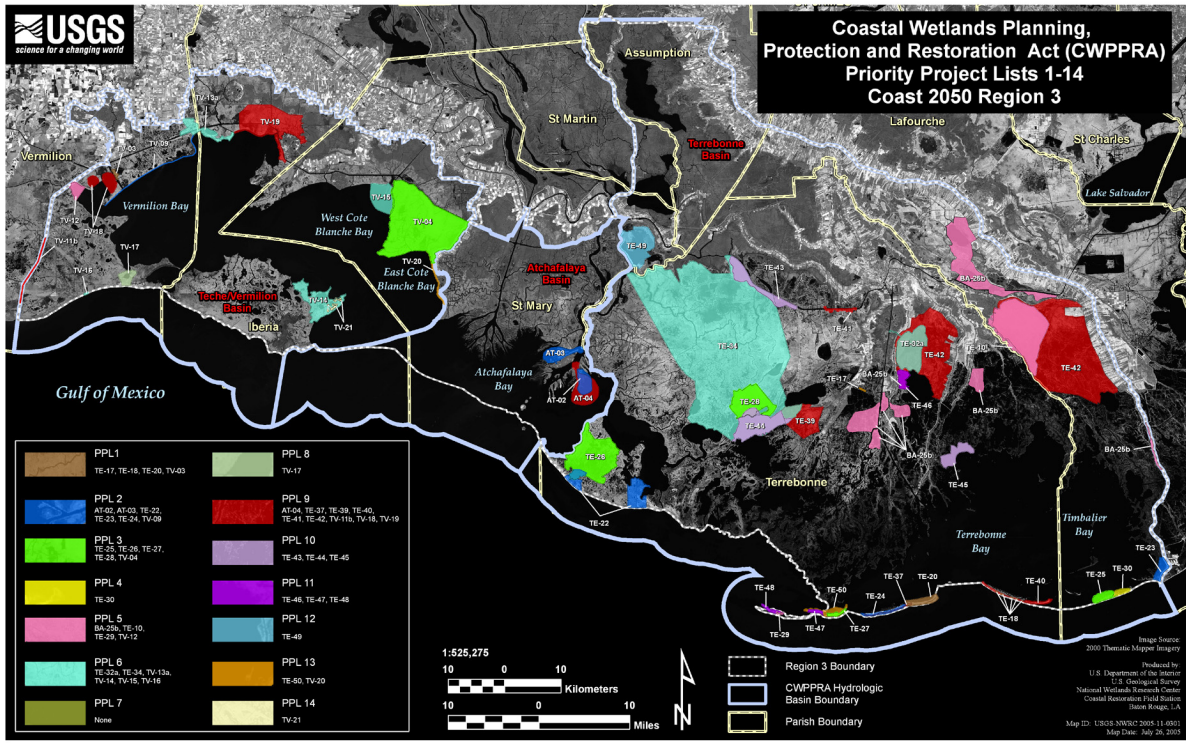 USGS
science for a changing world
Coastal Wetlands Planning,
Protection and Restoration Act (CWPPRA)
Priority Project Lists 1-14
Coast 2050 Region 3
Assumption
St Martin
Terrebonne
Basin
Lafourche
St Charles
Lake Salvador
Vermilion
TV-13a
TV-19
TV-03
TV-09
TV-12
TV-18
TV-11b
TV-17
TV-16
Vermilion Bay
West Cote
Blanche Bay
TV-15
TV-04
TV-20
East Cote
Blanche Bay
Teche/Vermilion
Basin
Iberia
TV-14
TV-21
Atchafalaya
Basin
St Mary
TE-49
TE-43
TE-41
TE-34
BA-25b
TE-32a
TE-42
TE-10
TE-42
TE-17
BA-25b
TE-46
BA-25b
AT-03
AT-02
AT-04
Atchafalaya
Bay
TE-28
TE-44
TE-39
BA-25b
BA-25b
TE-45
TE-26
TE-22
Terrebonne
Gulf of Mexico
Terrebonne
Bay
Timbalier
Bay
TE-23
TE-48
TE-29
TE-47
TE-50
TE-27
TE-24
TE-37
TE-20
TE-40
TE-18
TE-25
TE-30
PPL1
TE-17, TE-18, TE-20, TV-03
PPL 2
AT-02, AT-03, TE-22,
TE-23, TE-24, TV-09
PPL 3
TE-25, TE-26, TE-27,
TE-28, TV-04
PPL 4
TE-30
PPL 5
BA-25b, TE-10,
TE-29, TV-12
PPL 6
TE-32a, TE-34, TV-13a,
TV-14, TV-15, TV-16
PPL 7
None
PPL 8
TV-17
PPL 9
AT-04, TE-37, TE-39, TE-40,
TE-41, TE-42, TV-11b, TV-18, TV-19
PPL 10
TE-43, TE-44, TE-45
PPL 11
TE-46, TE-47, TE-48
PPL 12
TE-49
PPL 13
TE-50, TV-20
PPL 14
TV-21
1:525,275
10 0 10
Kilometers
10 0 10
Miles
N
Region 3 Boundary
CWPPRA Hydrologic
Basin Boundary
Parish Boundary
Image Source:
2000 Thematic Mapper Imagery
Produced by:
U.S. Department of the Interior
U.S. Geological Survey
National Wetlands Research Center
Coastal Restoration Field Station
Baton Rouge, LA
Map ID: USGS-NWRC 2005-11-0301
Map Date: July 26, 2005